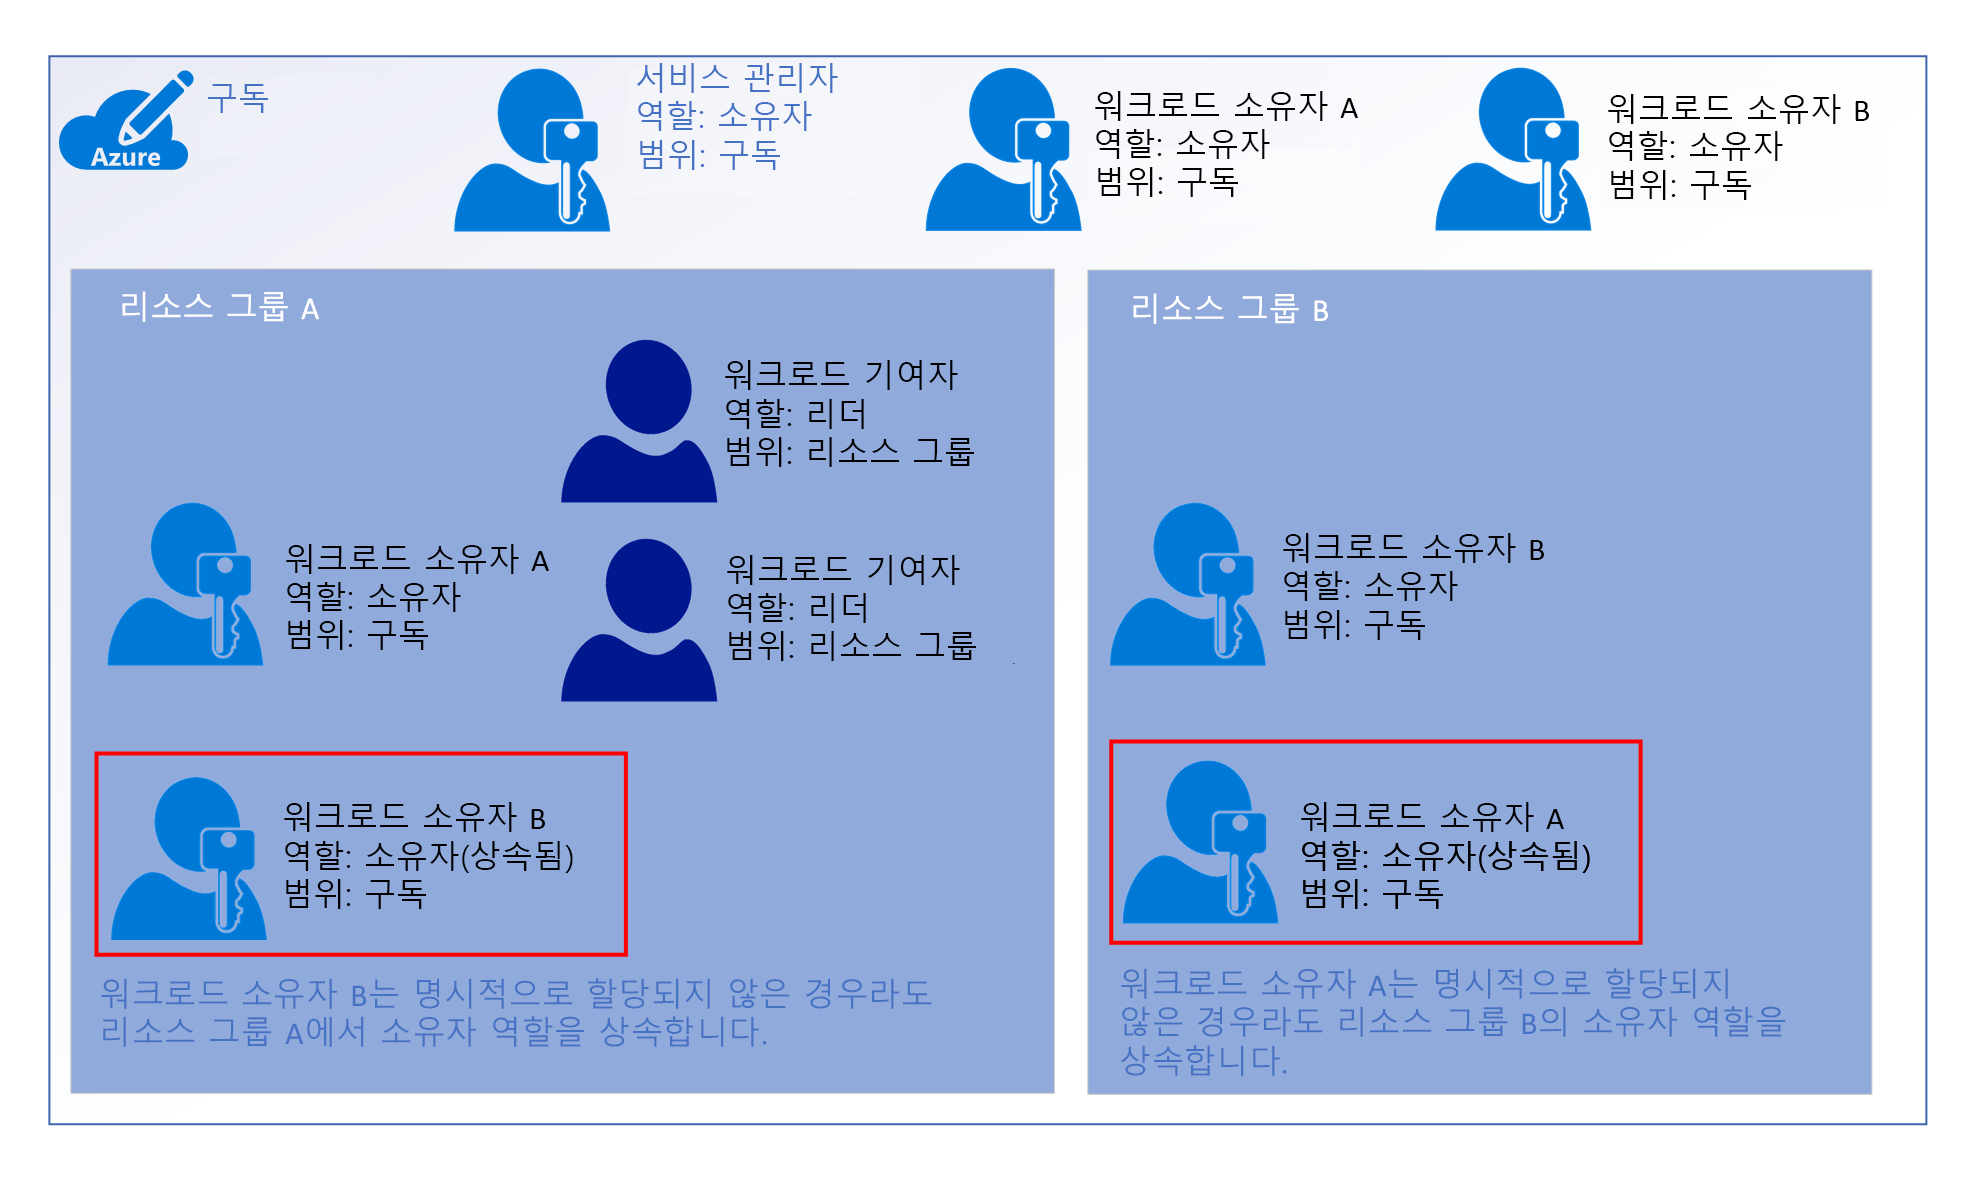 Azure
구독
서비스 관리자
역할: 소유자
범위: 구독
워크로드 소유자 A
역할: 소유자
범위: 구독
워크로드 소유자 B
역할: 소유자
범위: 구독
리소스 그룹 A
워크로드 기여자
역할: 리더
범위: 리소스 그룹
워크로드 소유자 A
역할: 소유자
범위: 구독
워크로드 기여자
역할: 리더
범위: 리소스 그룹
워크로드 소유자 B
역할: 소유자(상속됨)
범위: 구독
워크로드 소유자 B는 명시적으로 할당되지 않은 경우라도
리소스 그룹 A에서 소유자 역할을 상속합니다.
리소스 그룹 B
워크로드 소유자 B
역할: 소유자
범위: 구독
워크로드 소유자 A
역할: 소유자(상속됨)
범위: 구독
워크로드 소유자 A는 명시적으로 할당되지
않은 경우라도 리소스 그룹 B의 소유자 역할을
상속합니다.